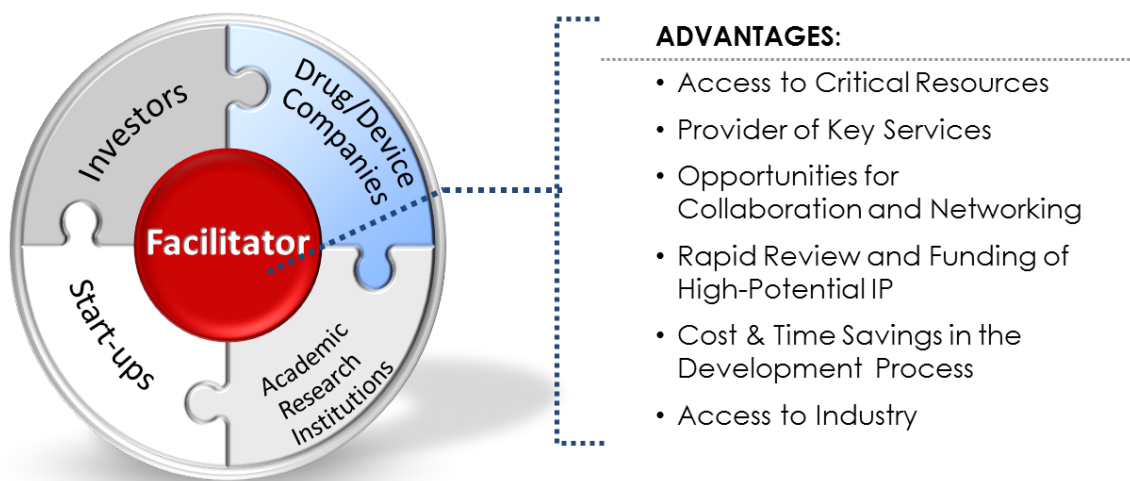 Investors
Drug/Device
Companies
Facilitator
Start-ups
Academic
Research
Institutions
ADVANTAGES:
• Access to Critical Resources
• Provider of Key Services
• Opportunities for
Collaboration and Networking
• Rapid Review and Funding of
High-Potential IP
• Cost & Time Savings in the
Development Process
• Access to Industry